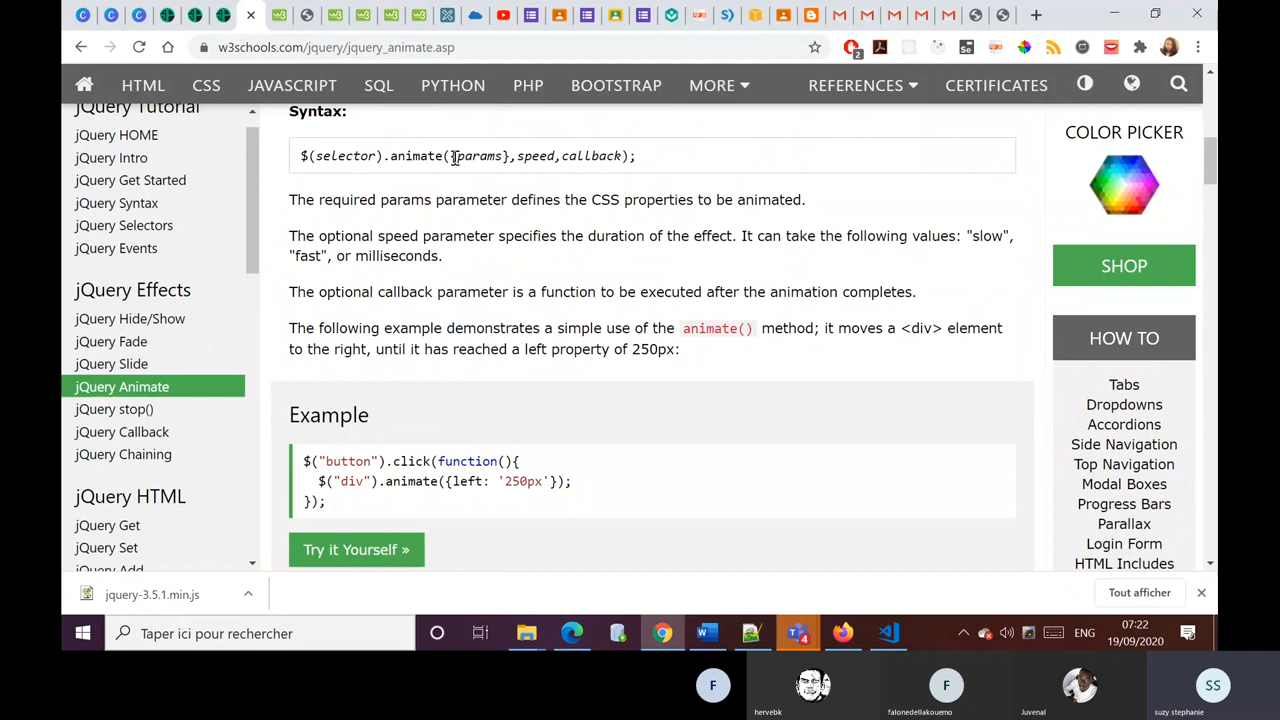 w3schools.com/jquery/jquery_animate.asp
2
HTML CSS JAVASCRIPT SQL PYTHON PHP BOOTSTRAP MORE REFERENCES CERTIFICATES
jQuery Tutorial
jQuery HOME
jQuery Intro
jQuery Get Started
jQuery Syntax
jQuery Selectors
jQuery Events
jQuery Effects
jQuery Hide/Show
jQuery Fade
jQuery Slide
jQuery Animate
jQuery stop()
jQuery Callback
jQuery Chaining
jQuery HTML
jQuery Get
jQuery Set
jQuery Add
Syntax:
$(selector).animate({params},speed,callback);
The required params parameter defines the CSS properties to be animated.
The optional speed parameter specifies the duration of the effect. It can take the following values: "slow",
"fast", or milliseconds.
The optional callback parameter is a function to be executed after the animation completes.
The following example demonstrates a simple use of the animate() method; it moves a <div> element
to the right, until it has reached a left property of 250px:
Example
$("button").click(function(){
$("div").animate({left: '250px'});
});
Try it Yourself »
COLOR PICKER
SHOP
HOW TO
Tabs
Dropdowns
Accordions
Side Navigation
Top Navigation
Modal Boxes
Progress Bars
Parallax
Login Form
HTML Includes
jquery-3.5.1.min.js
Tout afficher
Taper ici pour rechercher
4
ENG
07:22
19/09/2020
F
hervebk
F
falonedellakouemo
Juvenal
SS
suzy stephanie